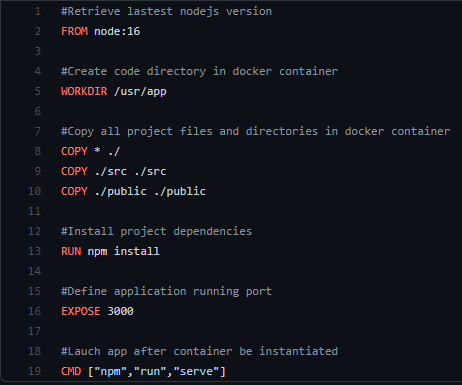 1 #Retrieve lastest nodejs version
2 FROM node:16
3
4 #Create code directory in docker container
5 WORKDIR /usr/app
6
7 #Copy all project files and directories in docker container
8 COPY * ./
9 COPY ./src ./src
10 COPY ./public ./public
11
12 #Install project dependencies
13 RUN npm install
14
15 #Define application running port
16 EXPOSE 3000
17
18 #Lauch app after container be instantiated
19 CMD ["npm","run","serve"]